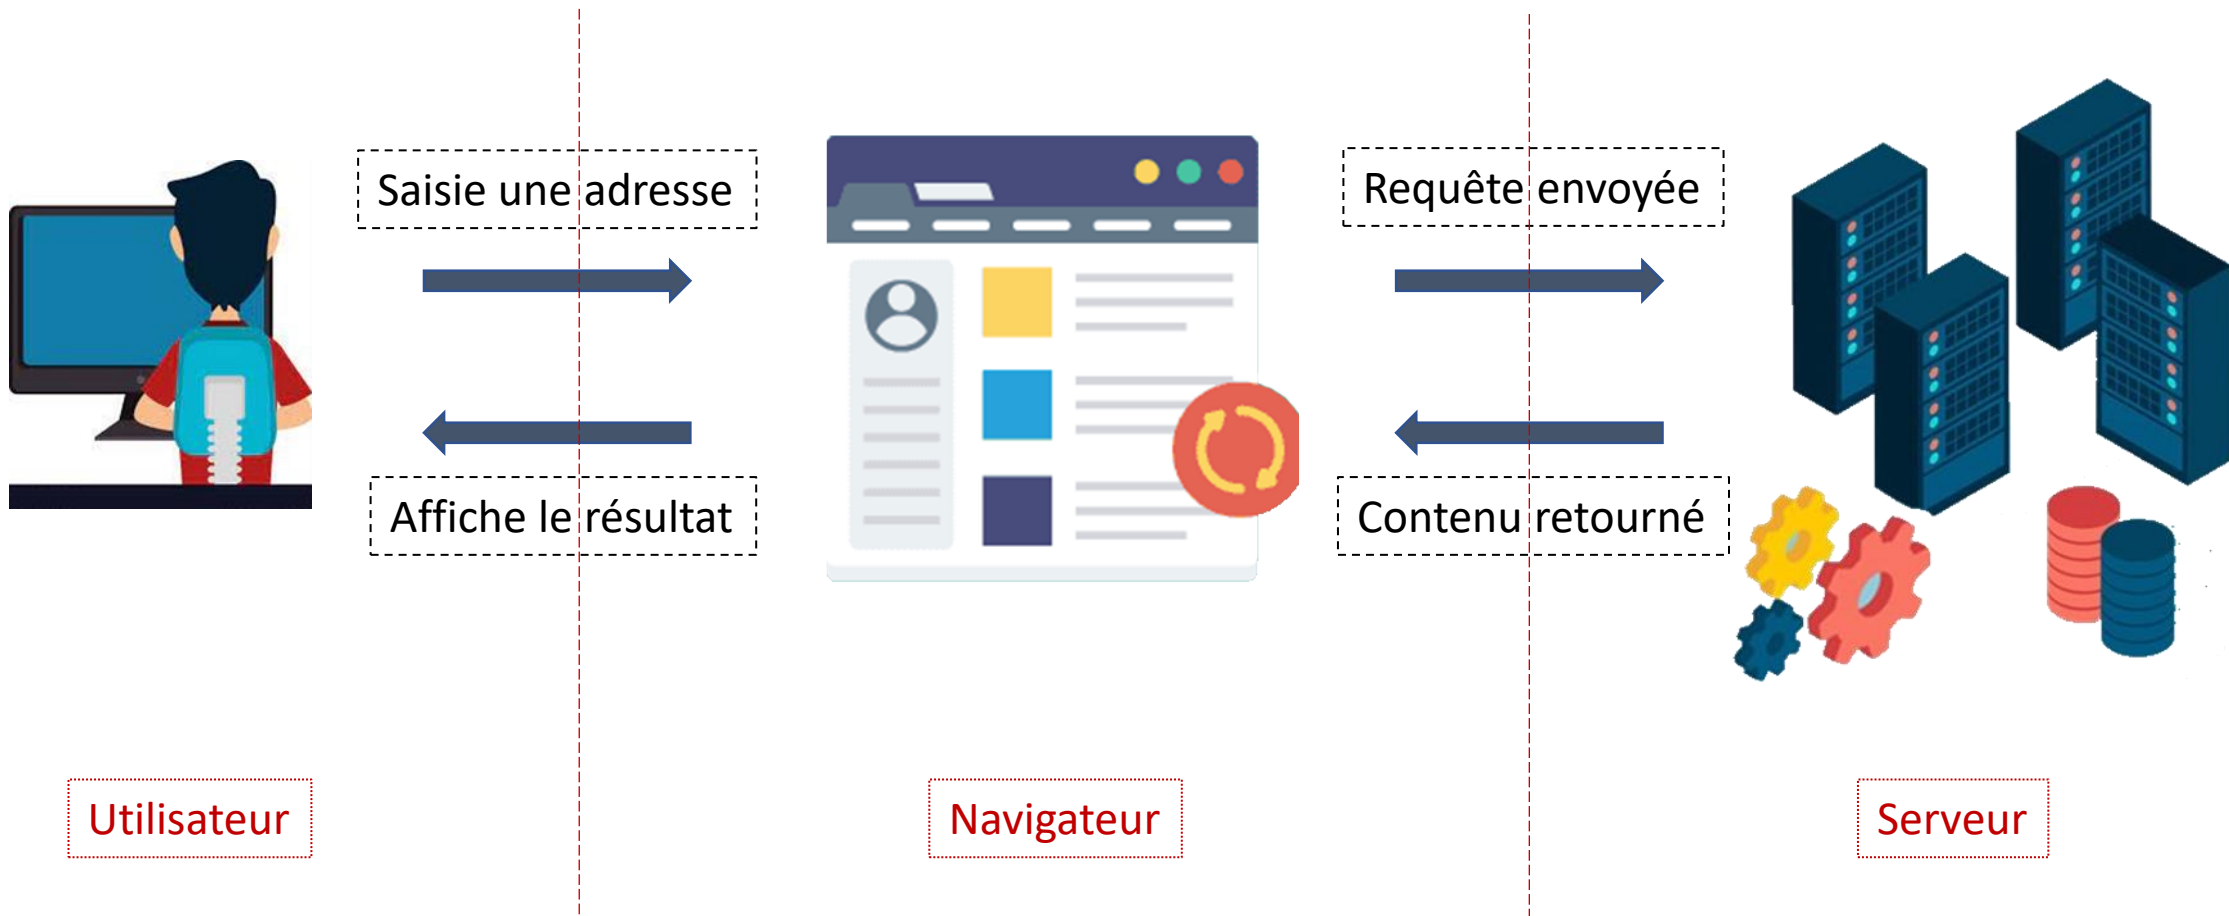 Saisie une adresse
Requête envoyée
Affiche le résultat
Contenu retourné
Utilisateur
Navigateur
Serveur